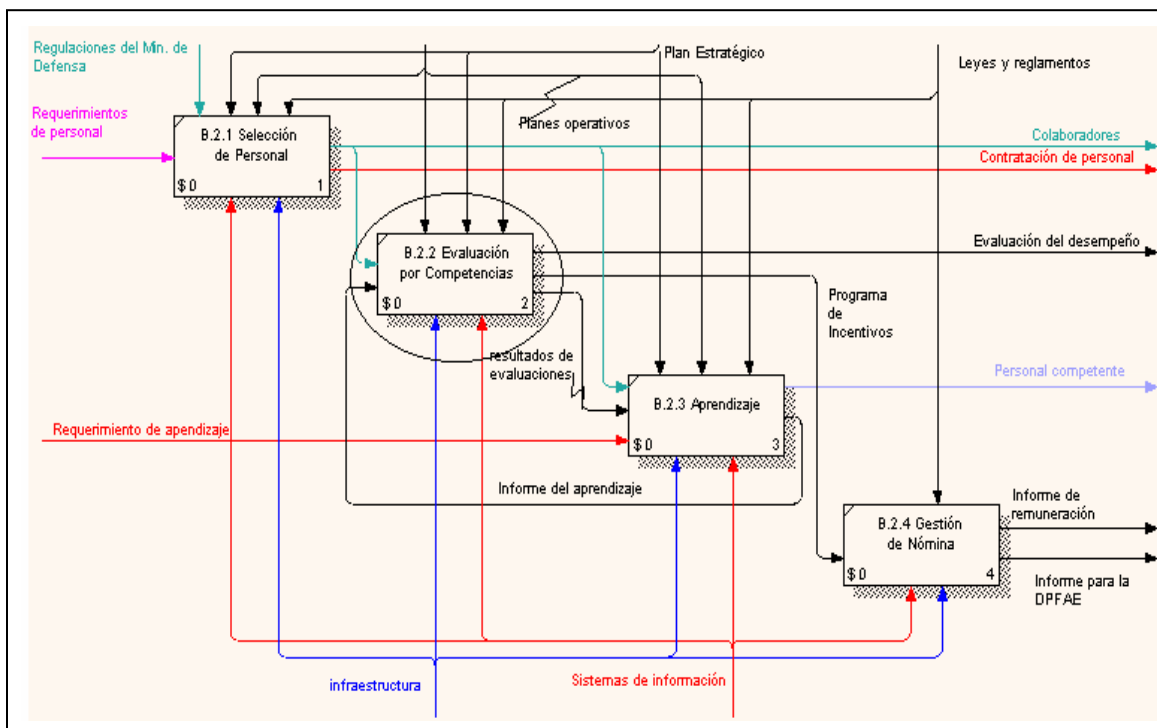 Regulaciones del Min. de
Defensa
Plan Estratégico
Leyes y reglamentos
Requerimientos
de personal
Planes operativos
B.2.1 Selección
de Personal
$ 0
1
Colaboradores
Contratación de personal
B.2.2 Evaluación
por Competencias
$ 0
2
Evaluación del desempeño
Programa
de
Incentivos
resultados de
evaluaciones
B.2.3 Aprendizaje
$ 0
3
Personal competente
Requerimiento de apendizaje
Informe del aprendizaje
B.2.4 Gestión
de Nómina
$ 0
4
Informe de
remuneración
Informe para la
DPFAE
infraestructura
Sistemas de información